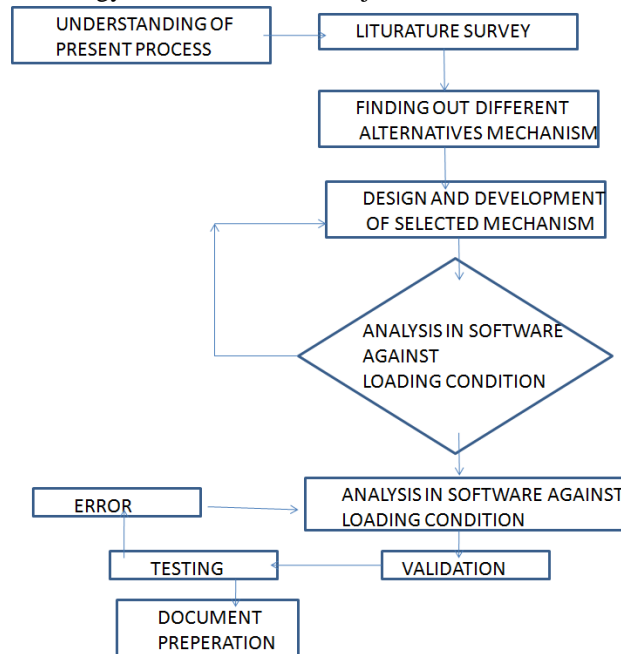 UNDERSTANDING OF
PRESENT PROCESS
LITURATURE SURVEY
FINDING OUT DIFFERENT
ALTERNATIVES MECHANISM
DESIGN AND DEVELOPMENT
OF SELECTED MECHANISM
ANALYSIS IN SOFTWARE
AGAINST
LOADING CONDITION
ANALYSIS IN SOFTWARE AGAINST
LOADING CONDITION
ERROR
TESTING
VALIDATION
DOCUMENT
PREPERATION